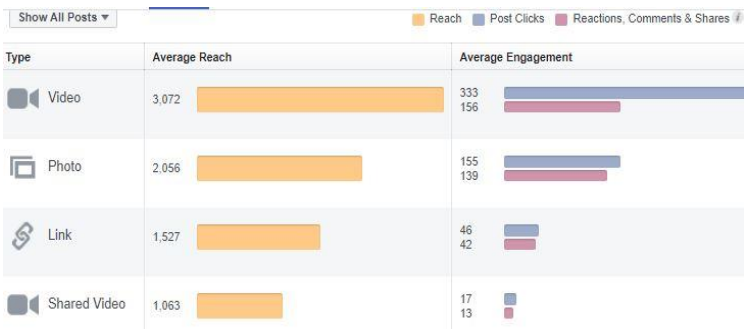 Show All Posts
Reach Post Clicks Reactions, Comments & Shares i
Type Average Reach Average Engagement
Video 3,072 333
156
Photo 2,056 155
139
Link 1,527 46
42
Shared Video 1,063 17
13